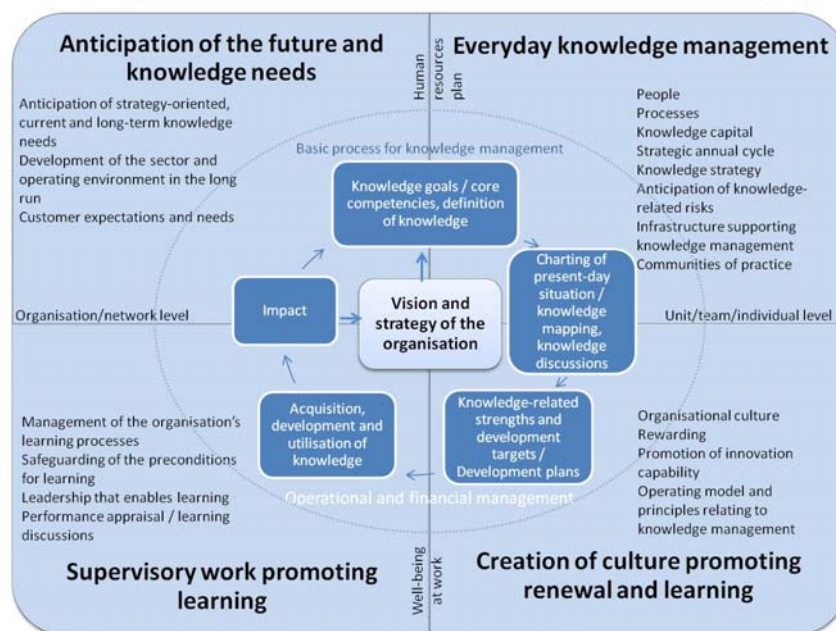 Anticipation of the future and
knowledge needs
Anticipation of strategy-oriented,
current and long-term knowledge
needs
Development of the sector and
operating environment in the long
run
Customer expectations and needs
Human
resources
plan
Everyday knowledge management
People
Processes
Knowledge capital
Strategic annual cycle
Knowledge strategy
Anticipation of knowledge-
related risks
Infrastructure supporting
knowledge management
Communities of practice
Basic process for knowledge management
Knowledge goals / core
competencies, definition
of knowledge
Charting of
present-day
situation /
knowledge
mapping,
knowledge
discussions
Organisation/network level
Impact
Vision and
strategy of the
organisation
Unit/team/individual level
Acquisition,
development and
utilisation of
knowledge
Knowledge-related
strengths and
development
targets /
Development plans
Operational and financial management
Management of the organisation's
learning processes
Safeguarding of the preconditions
for learning
Leadership that enables learning
Performance appraisal / learning
discussions
Organisational culture
Rewarding
Promotion of innovation
capability
Operating model and
principles relating to
knowledge management
Supervisory work promoting
learning
Well-being
at work
Creation of culture promoting
renewal and learning